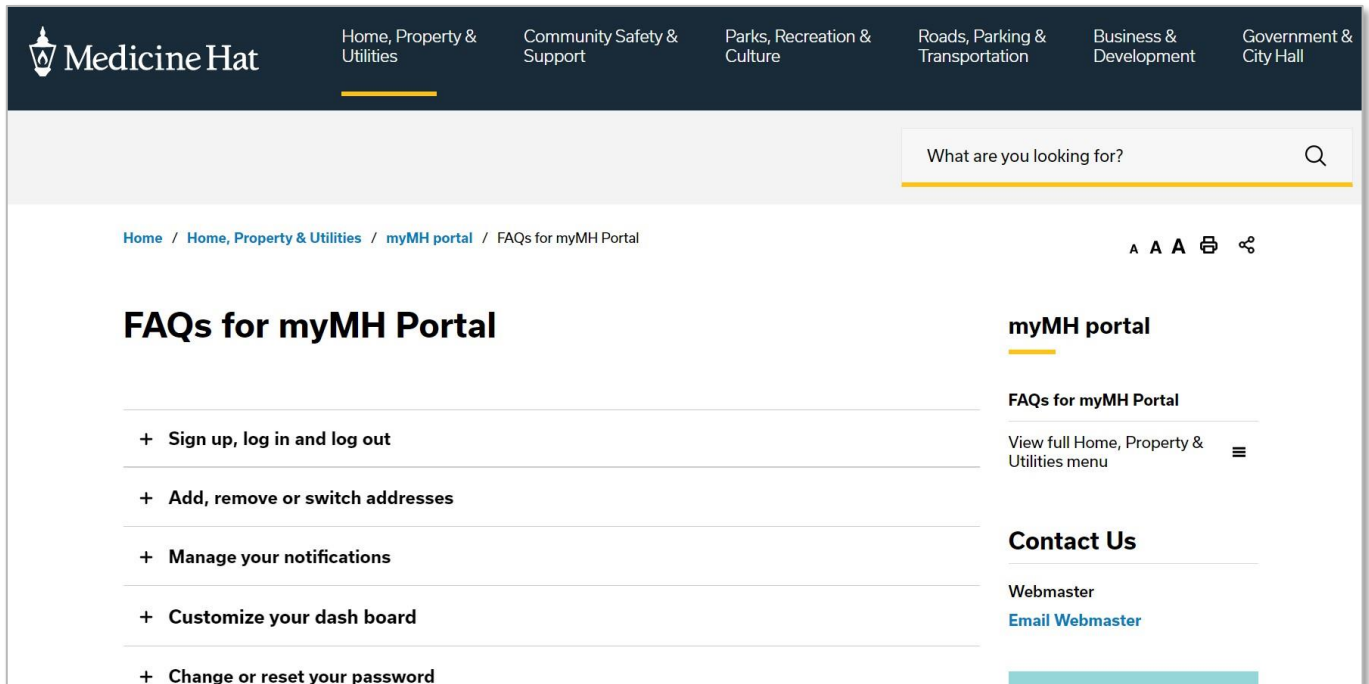 Medicine Hat
Home, Property &
Utilities
Community Safety &
Support
Parks, Recreation &
Culture
Roads, Parking &
Transportation
Business &
Development
Government &
City Hall
What are you looking for?
Home / Home, Property & Utilities / myMH portal / FAQs for myMH Portal
A A A
FAQs for myMH Portal
+ Sign up, log in and log out
+ Add, remove or switch addresses
+ Manage your notifications
+ Customize your dash board
+ Change or reset your password
myMH portal
FAQs for myMH Portal
View full Home, Property &
Utilities menu
Contact Us
Webmaster
Email Webmaster